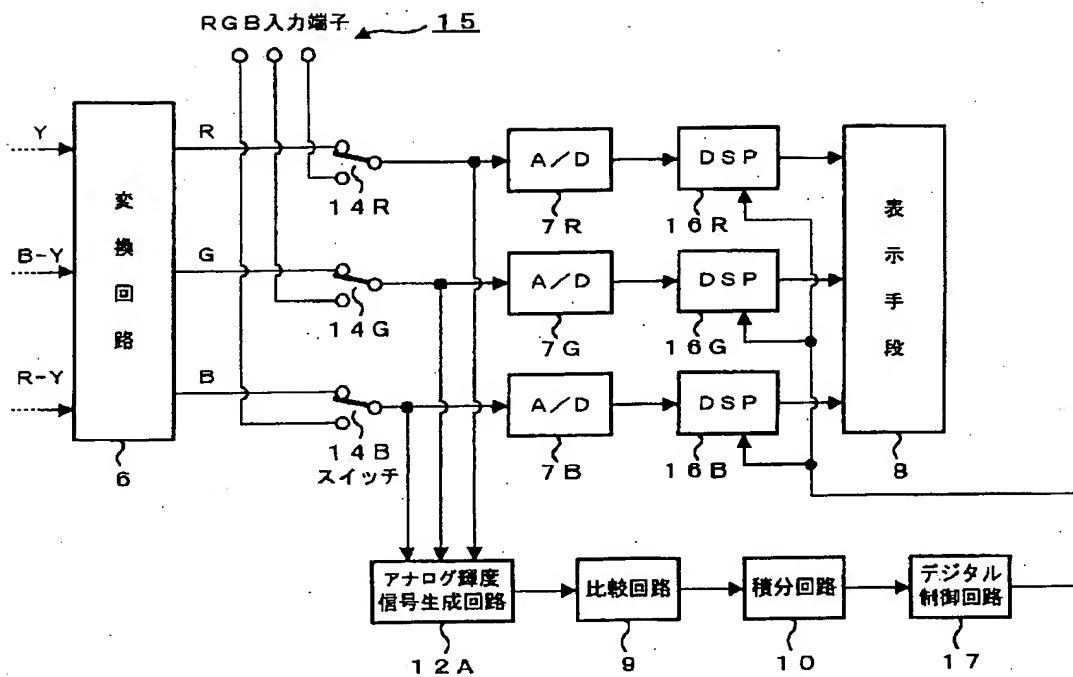 RGB入力端子
15
Y
B-Y
R-Y
変換回路
6
R
G
B
14R
14G
14B
スイッチ
A/D
7R
A/D
7G
A/D
7B
DSP
16R
DSP
16G
DSP
16B
表示手段
8
アナログ輝度
信号生成回路
12A
比較回路
9
積分回路
10
デジタル
制御回路
17